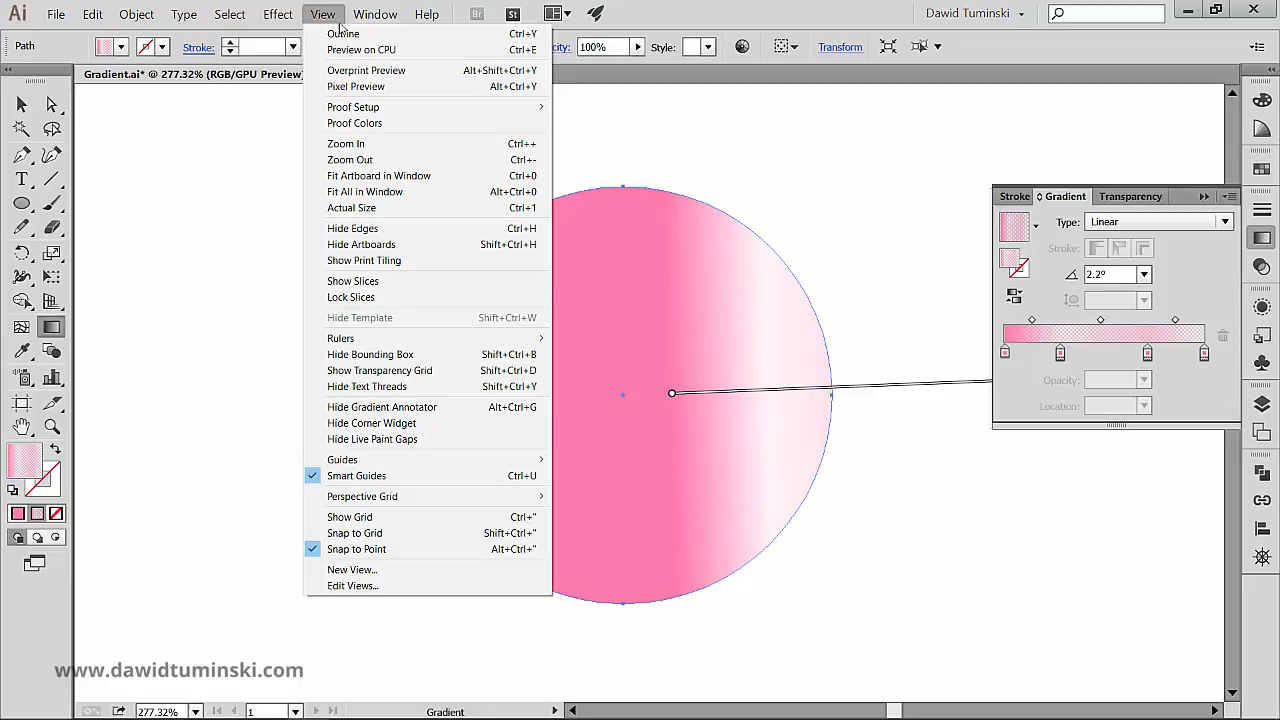 Ai File Edit Object Type Select Effect View Window Help Br St Dawid Tuminski
Path Stroke: 100% Style: Transform
Gradient.ai* @ 277.32% (RGB/GPU Preview)
Outline Ctrl+Y
Preview on CPU Ctrl+E
Overprint Preview Alt+Shift+Ctrl+Y
Pixel Preview Alt+Ctrl+Y
Proof Setup
Proof Colors
Zoom In Ctrl++
Zoom Out Ctrl+-
Fit Artboard in Window Ctrl+0
Fit All in Window Alt+Ctrl+0
Actual Size Ctrl+1
Hide Edges Ctrl+H
Hide Artboards Shift+Ctrl+H
Show Print Tiling
Show Slices
Lock Slices
Hide Template Shift+Ctrl+W
Rulers
Hide Bounding Box Shift+Ctrl+B
Show Transparency Grid Shift+Ctrl+D
Hide Text Threads Shift+Ctrl+Y
Hide Gradient Annotator Alt+Ctrl+G
Hide Corner Widget
Hide Live Paint Gaps
Guides
Smart Guides Ctrl+U
Perspective Grid
Show Grid Ctrl+"
Snap to Grid Shift+Ctrl+"
Snap to Point Alt+Ctrl+"
New View...
Edit Views...
Stroke Gradient Transparency
Type: Linear
Stroke:
2.2°
Opacity:
Location:
www.dawidtuminski.com
277.32% 1 Gradient